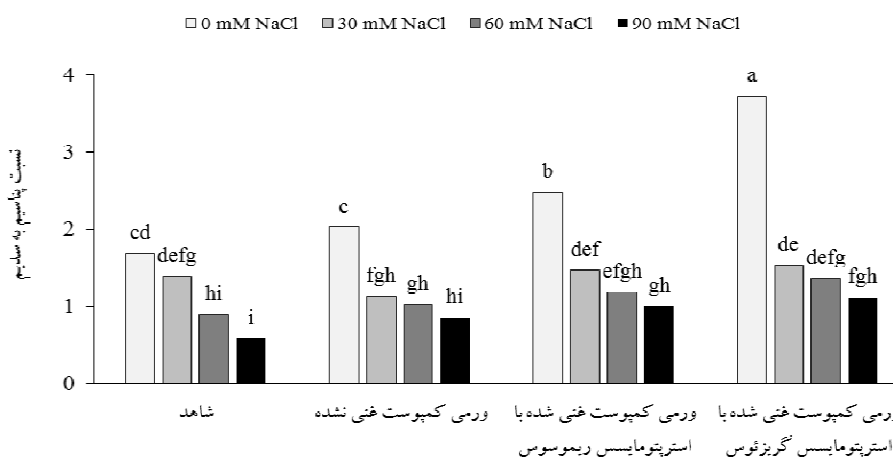 0 mM NaCl 30 mM NaCl 60 mM NaCl 90 mM NaCl
نسبت پتاسیم به سدیم
4
3
2
1
0
cd defg hi i
c fgh gh hi
b def efgh gh
a de defg fgh
شاهد
ورمی کمپوست غنی نشده
ورمی کمپوست غنی شده با
استرپتومایسس ریموسوس
ورمی کمپوست غنی شده با
استرپتومایسس گریزئوس